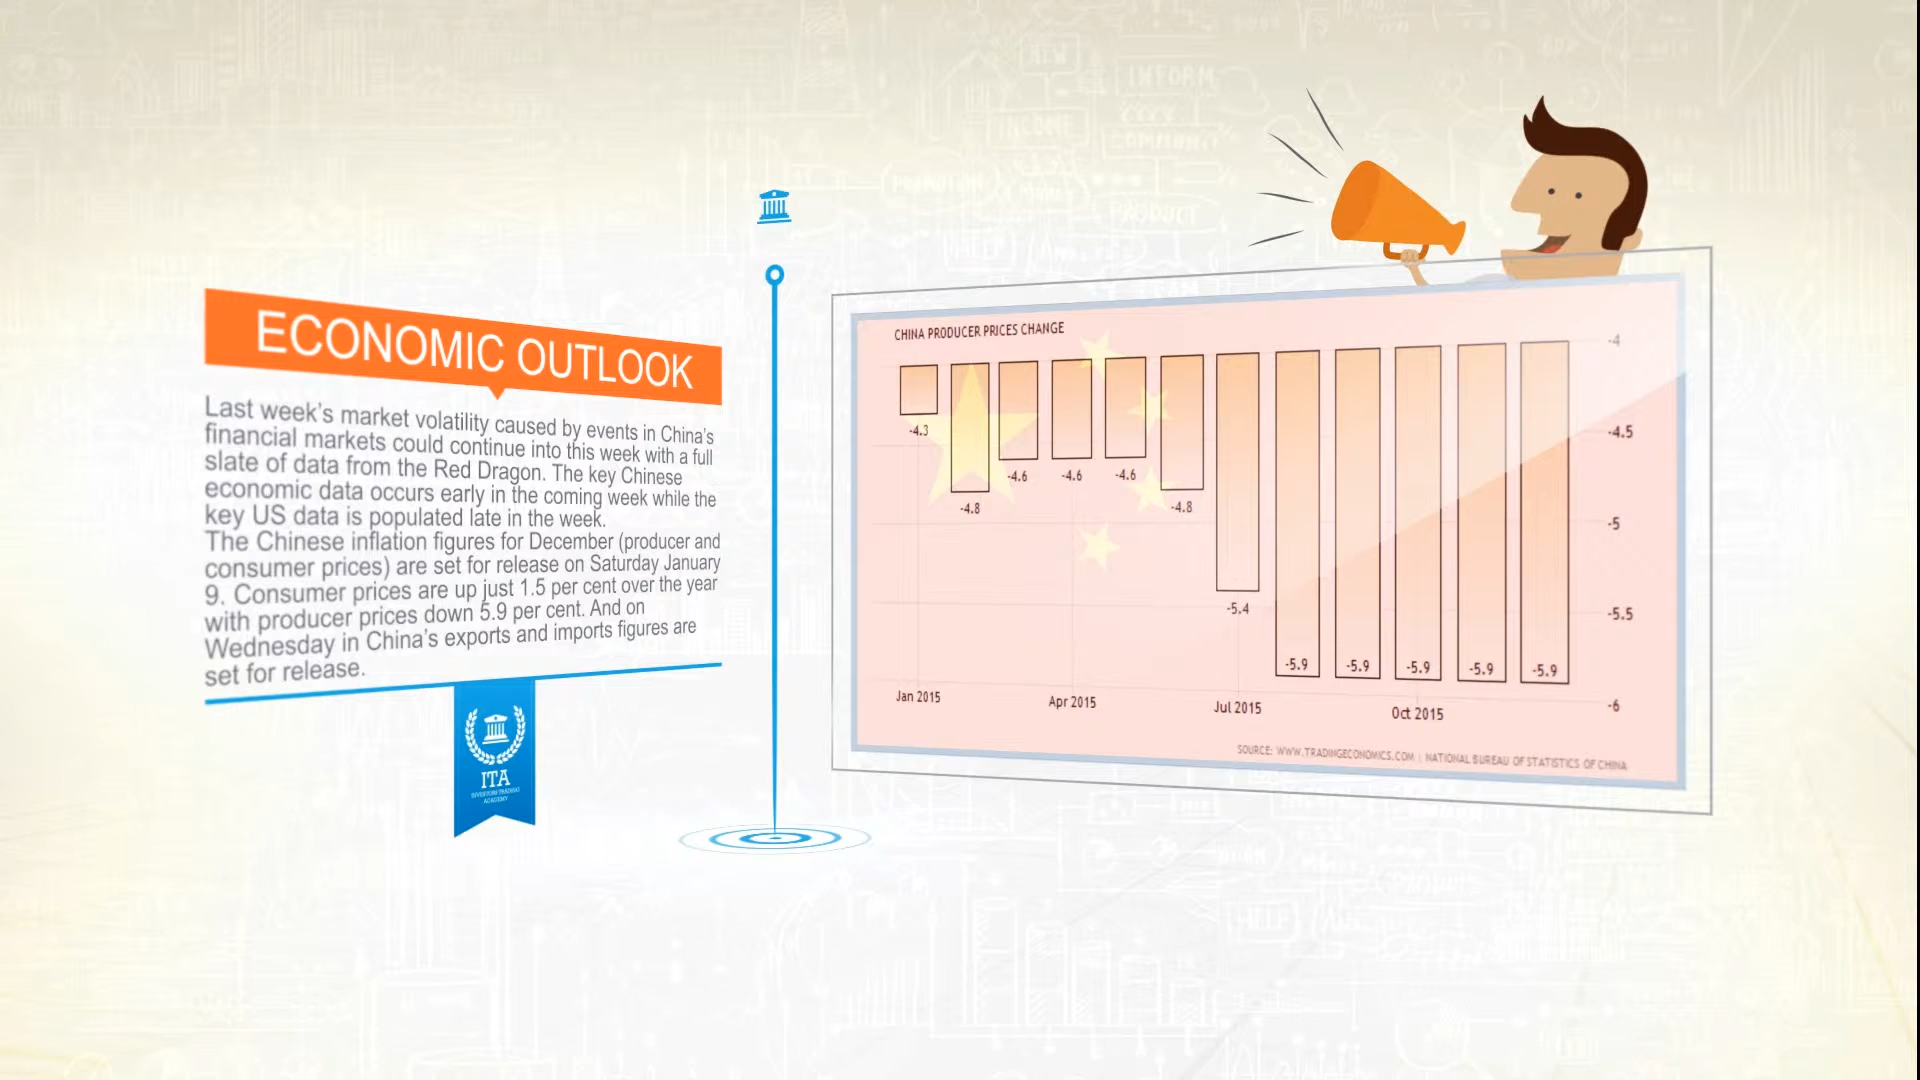 ECONOMIC OUTLOOK
Last week's market volatility caused by events in China's
financial markets could continue into this week with a full
slate of data from the Red Dragon. The key Chinese
economic data occurs early in the coming week while the
key US data is populated late in the week.
The Chinese inflation figures for December (producer and
consumer prices) are set for release on Saturday January
9. Consumer prices are up just 1.5 per cent over the year
with producer prices down 5.9 per cent. And on
Wednesday in China's exports and imports figures are
set for release.
ITA
INVESTORS TRADING
ACADEMY
CHINA PRODUCER PRICES CHANGE
-4
-4.5
-5
-5.5
-6
-4.3
-4.8
-4.6
-4.6
-4.6
-4.8
-5.4
-5.9
-5.9
-5.9
-5.9
-5.9
Jan 2015
Apr 2015
Jul 2015
Oct 2015
SOURCE: WWW.TRADINGECONOMICS.COM | NATIONAL BUREAU OF STATISTICS OF CHINA
INFORM
INCOME
COMMUNITY
PRODUCT
HELP